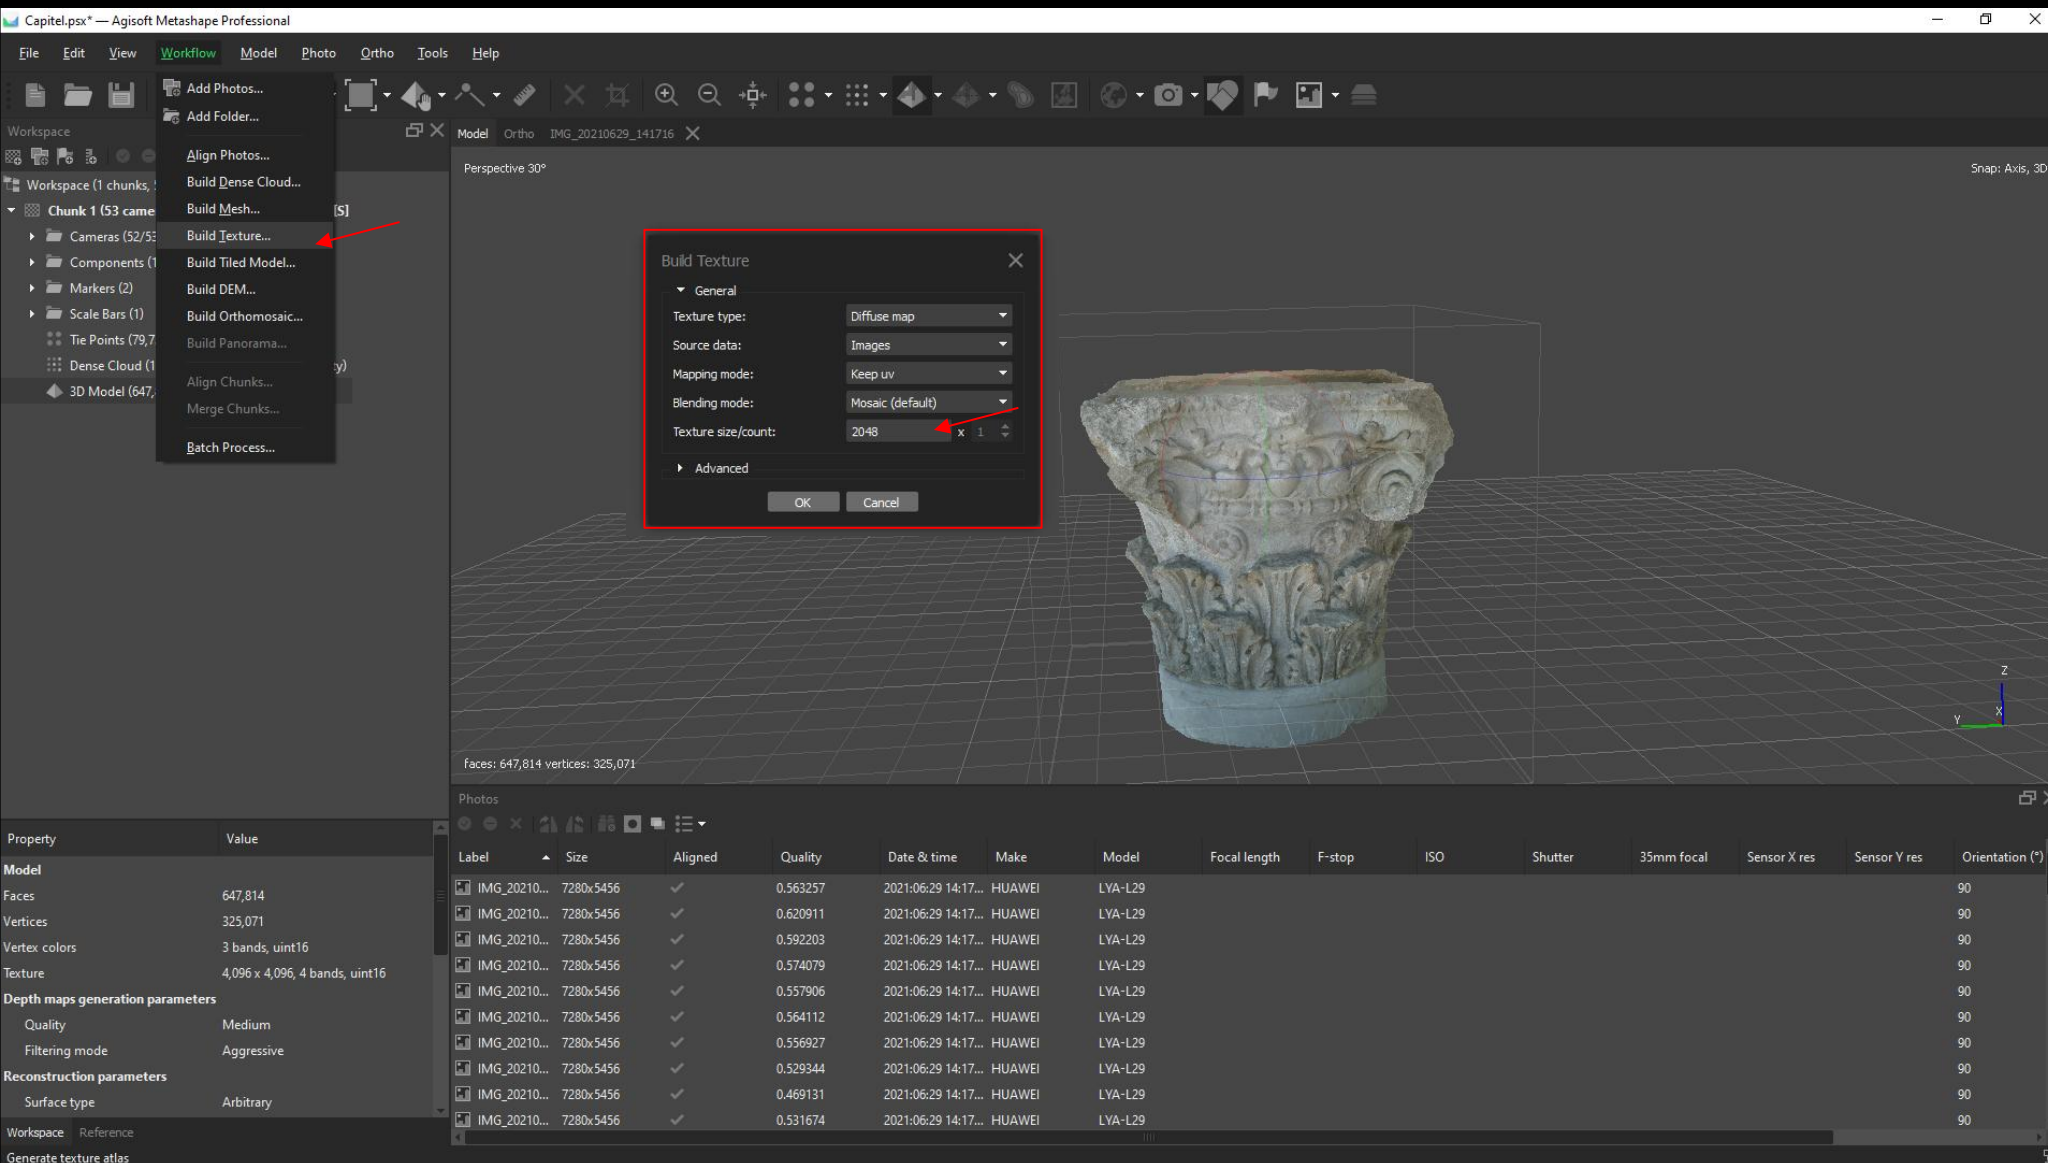 Capitel.psx* — Agisoft Metashape Professional
File Edit View Workflow Model Photo Ortho Tools Help
Add Photos...
Add Folder...
Align Photos...
Build Dense Cloud...
Build Mesh...
Build Texture...
Build Tiled Model...
Build DEM...
Build Orthomosaic...
Build Panorama...
Align Chunks...
Merge Chunks...
Batch Process...
Workspace
Workspace (1 chunks,
Chunk 1 (53 came [S]
Cameras (52/53
Components (1
Markers (2)
Scale Bars (1)
Tie Points (79,7
Dense Cloud (1 y)
3D Model (647,
Model Ortho IMG_20210629_141716
Perspective 30°
Snap: Axis, 3D
Build Texture
General
Texture type: Diffuse map
Source data: Images
Mapping mode: Keep uv
Blending mode: Mosaic (default)
Texture size/count: 2048 x 1
Advanced
OK Cancel
Z
X
Y
faces: 647,814 vertices: 325,071
Property Value
Model
Faces 647,814
Vertices 325,071
Vertex colors 3 bands, uint16
Texture 4,096 x 4,096, 4 bands, uint16
Depth maps generation parameters
Quality Medium
Filtering mode Aggressive
Reconstruction parameters
Surface type Arbitrary
Workspace Reference
Generate texture atlas
Photos
Label Size Aligned Quality Date & time Make Model Focal length F-stop ISO Shutter 35mm focal Sensor X res Sensor Y res Orientation (°)
IMG_20210... 7280x5456 0.563257 2021:06:29 14:17... HUAWEI LYA-L29 90
IMG_20210... 7280x5456 0.620911 2021:06:29 14:17... HUAWEI LYA-L29 90
IMG_20210... 7280x5456 0.592203 2021:06:29 14:17... HUAWEI LYA-L29 90
IMG_20210... 7280x5456 0.574079 2021:06:29 14:17... HUAWEI LYA-L29 90
IMG_20210... 7280x5456 0.557906 2021:06:29 14:17... HUAWEI LYA-L29 90
IMG_20210... 7280x5456 0.564112 2021:06:29 14:17... HUAWEI LYA-L29 90
IMG_20210... 7280x5456 0.556927 2021:06:29 14:17... HUAWEI LYA-L29 90
IMG_20210... 7280x5456 0.529344 2021:06:29 14:17... HUAWEI LYA-L29 90
IMG_20210... 7280x5456 0.469131 2021:06:29 14:17... HUAWEI LYA-L29 90
IMG_20210... 7280x5456 0.531674 2021:06:29 14:17... HUAWEI LYA-L29 90